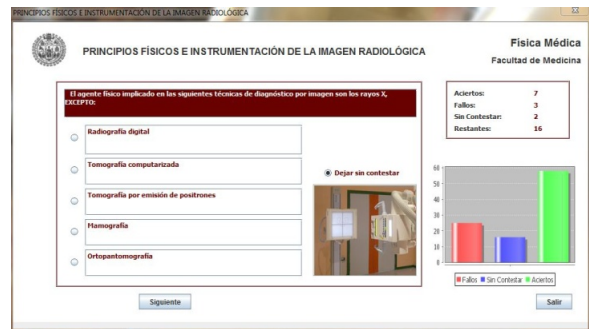 PRINCIPIOS FÍSICOS E INSTRUMENTACIÓN DE LA IMAGEN RADIOLÓGICA
PRINCIPIOS FÍSICOS E INSTRUMENTACIÓN DE LA IMAGEN RADIOLÓGICA
Física Médica
Facultad de Medicina
El agente físico implicado en las siguientes técnicas de diagnóstico por imagen son los rayos X,
EXCEPTO:
Radiografía digital
Tomografía computarizada
Tomografía por emisión de positrones
Mamografía
Ortopantomografía
Dejar sin contestar
Aciertos: 7
Fallos: 3
Sin Contestar: 2
Restantes: 16
60
50
40
30
20
10
0
Fallos Sin Contestar Aciertos
Siguiente
Salir